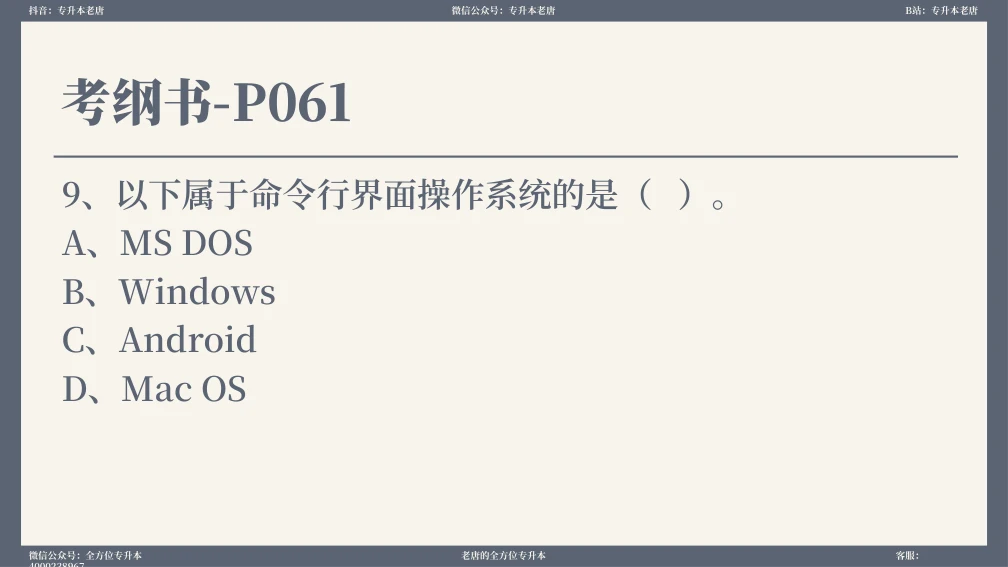 抖音：专升本老唐
微信公众号：专升本老唐
B站：专升本老唐
考纲书-P061
9、以下属于命令行界面操作系统的是（ ）。
A、MS DOS
B、Windows
C、Android
D、Mac OS
微信公众号：全方位专升本
老唐的全方位专升本
客服：
4000238967